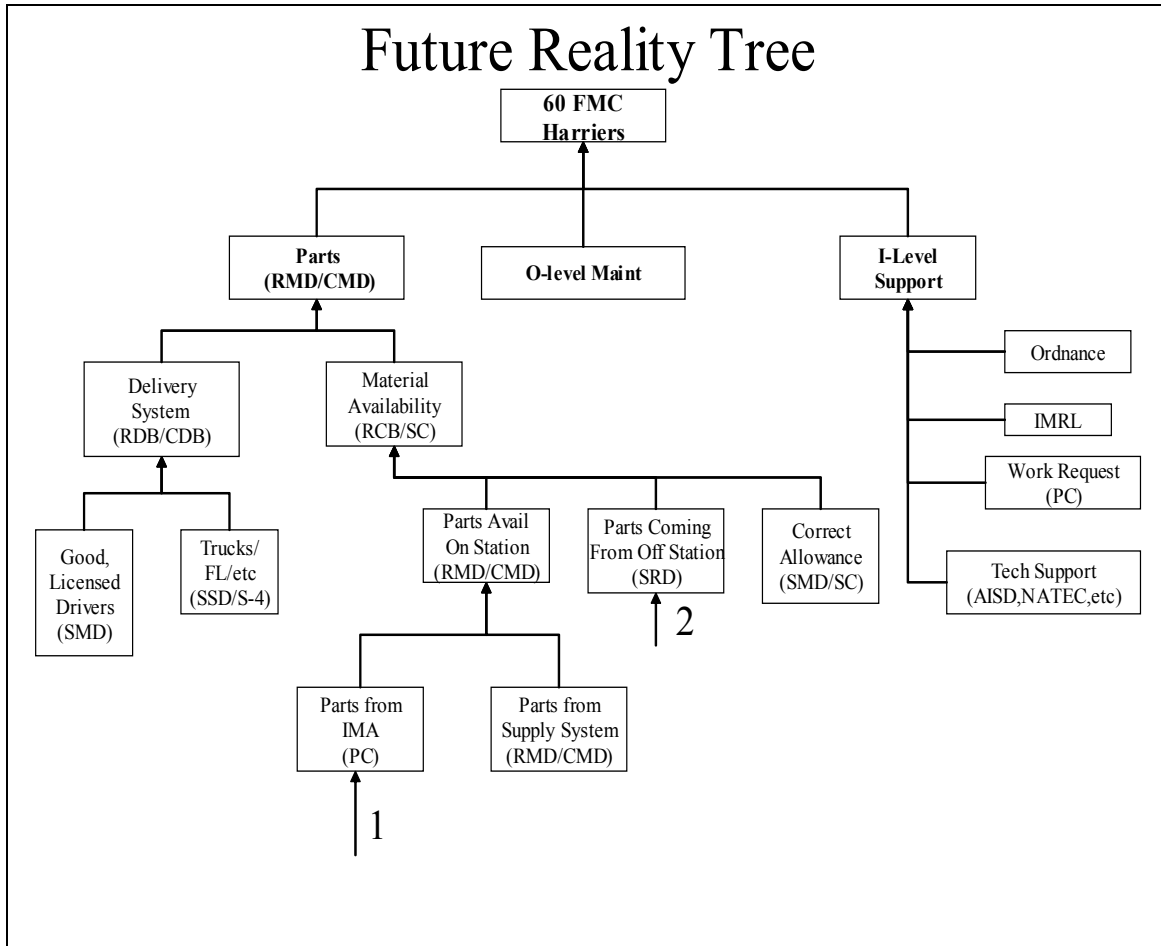 Future Reality Tree
60 FMC
Harriers
Parts
(RMD/CMD)
O-level Maint
I-Level
Support
Delivery
System
(RDB/CDB)
Material
Availability
(RCB/SC)
Ordnance
IMRL
Work Request
(PC)
Tech Support
(AISD,NATEC,etc)
Good,
Licensed
Drivers
(SMD)
Trucks/
FL/etc
(SSD/S-4)
Parts Avail
On Station
(RMD/CMD)
Parts Coming
From Off Station
(SRD)
Correct
Allowance
(SMD/SC)
2
Parts from
IMA
(PC)
Parts from
Supply System
(RMD/CMD)
1